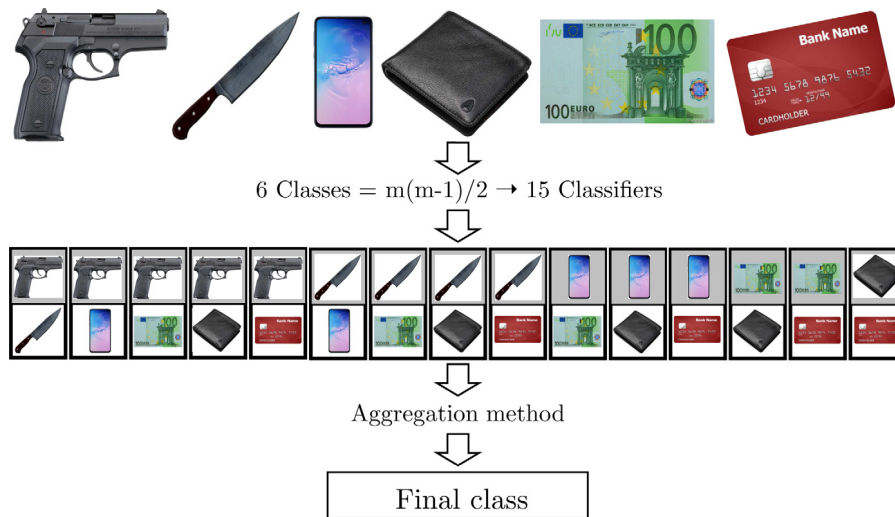 Bank Name
100
1234 5678 9876 5432
1234
12/99
100 EURO
CARDHOLDER
6 Classes = m(m-1)/2 → 15 Classifiers
Aggregation method
Final class